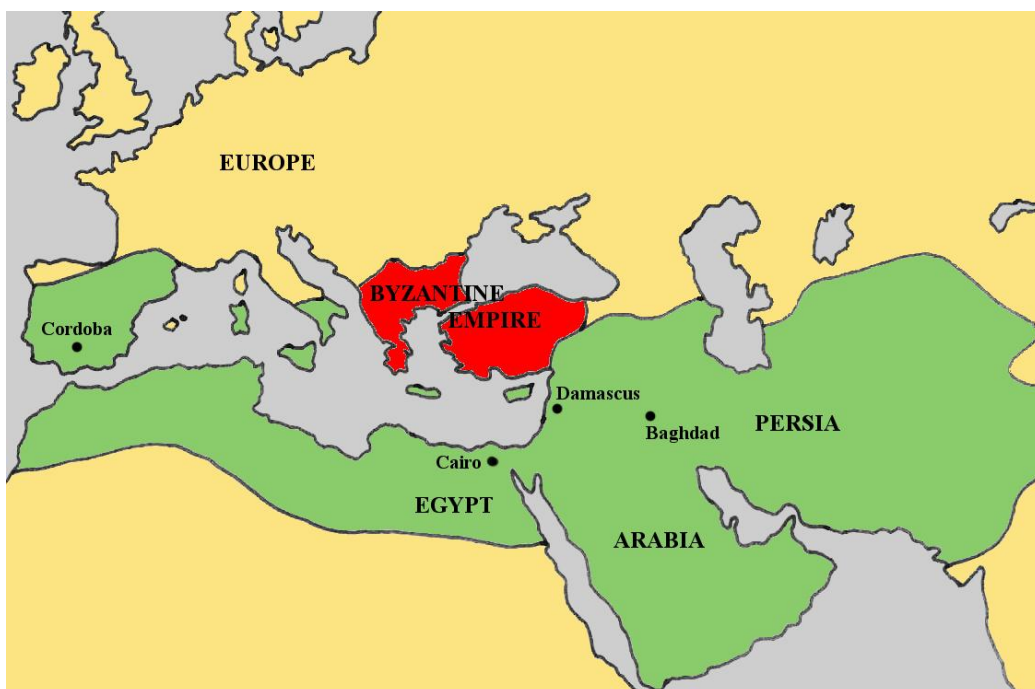 EUROPE
BYZANTINE
EMPIRE
Cordoba
Damascus
Baghdad
PERSIA
Cairo
EGYPT
ARABIA